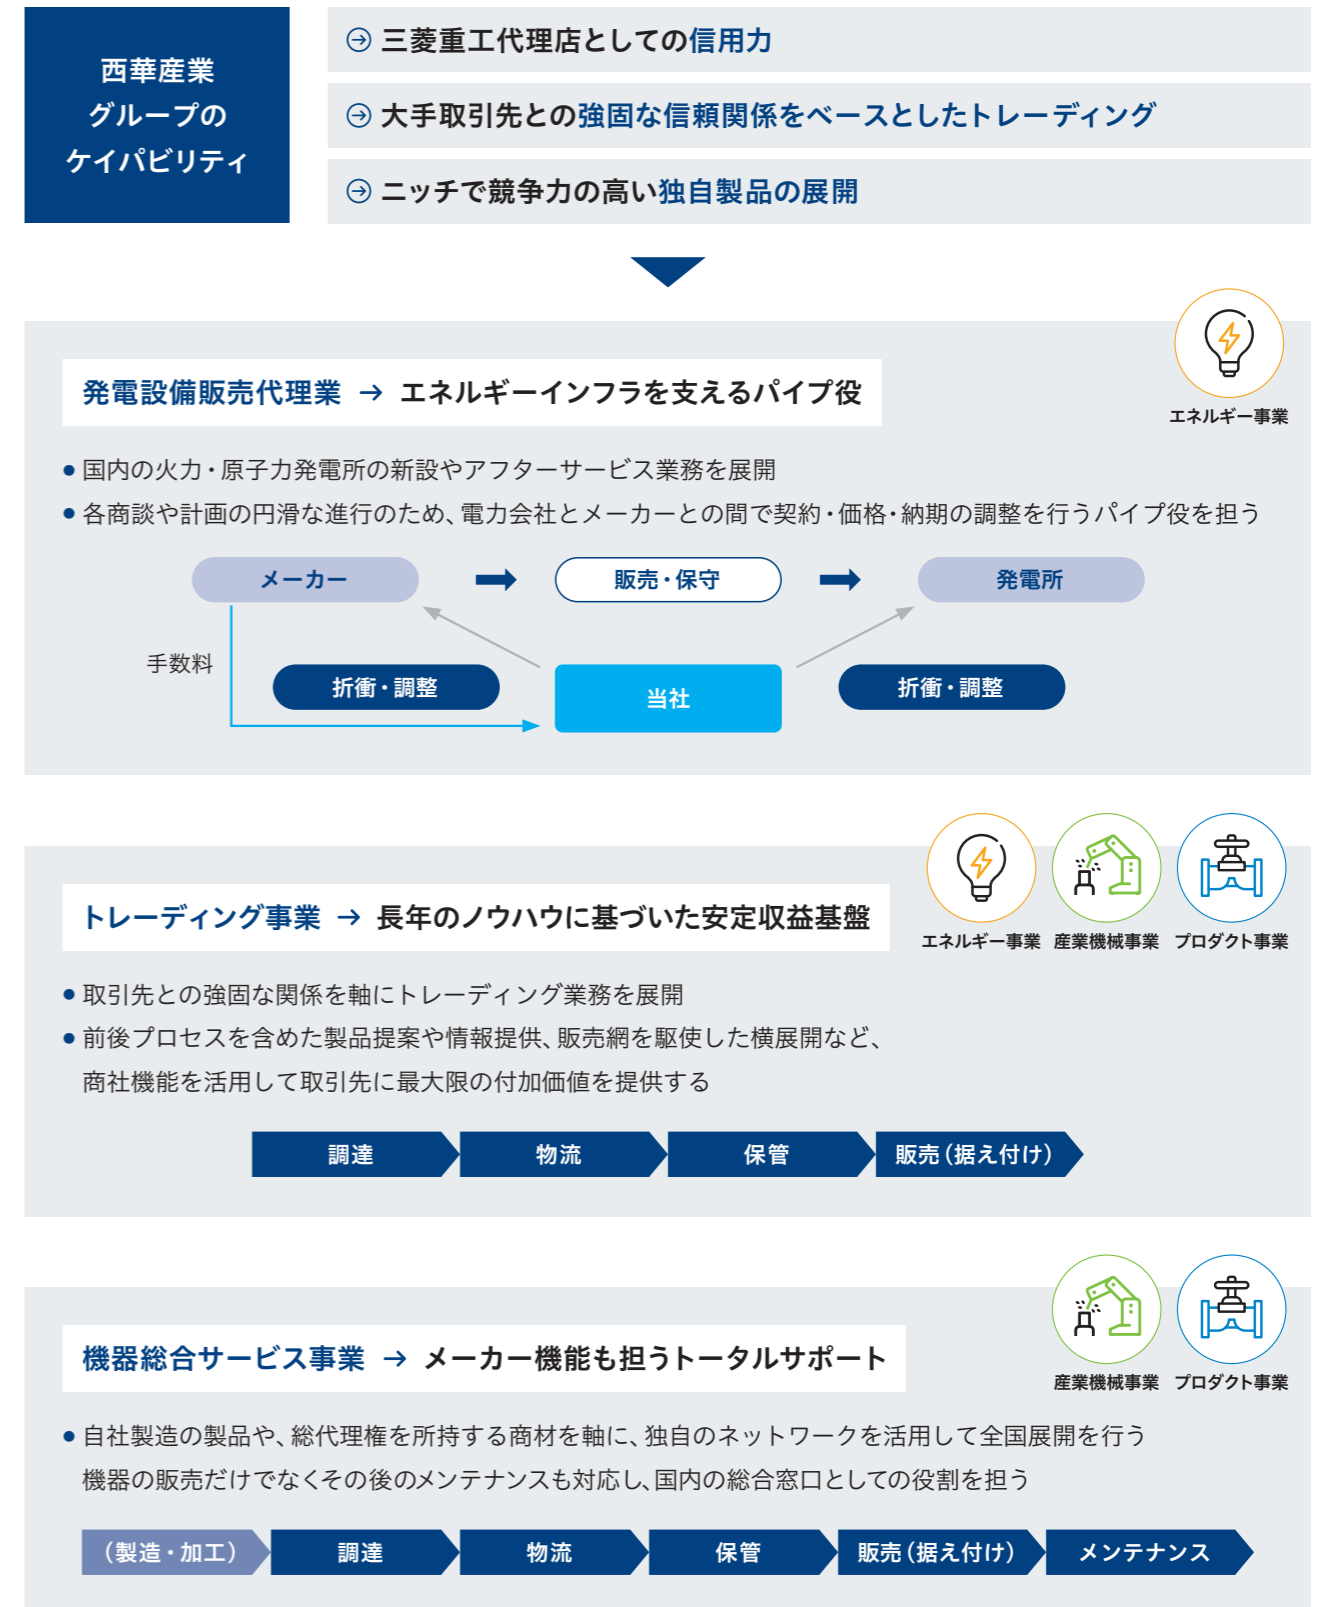 西華産業
グループの
ケイパビリティ
三菱重工代理店としての信用力
大手取引先との強固な信頼関係をベースとしたトレーディング
ニッチで競争力の高い独自製品の展開
エネルギー事業
発電設備販売代理業 → エネルギーインフラを支えるパイプ役
● 国内の火力・原子力発電所の新設やアフターサービス業務を展開
● 各商談や計画の円滑な進行のため、電力会社とメーカーとの間で契約・価格・納期の調整を行うパイプ役を担う
メーカー
販売・保守
発電所
手数料
折衝・調整
当社
折衝・調整
エネルギー事業
産業機械事業
プロダクト事業
トレーディング事業 → 長年のノウハウに基づいた安定収益基盤
● 取引先との強固な関係を軸にトレーディング業務を展開
● 前後プロセスを含めた製品提案や情報提供、販売網を駆使した横展開など、
商社機能を活用して取引先に最大限の付加価値を提供する
調達
物流
保管
販売（据え付け）
産業機械事業
プロダクト事業
機器総合サービス事業 → メーカー機能も担うトータルサポート
● 自社製造の製品や、総代理権を所持する商材を軸に、独自のネットワークを活用して全国展開を行う
機器の販売だけでなくその後のメンテナンスも対応し、国内の総合窓口としての役割を担う
（製造・加工）
調達
物流
保管
販売（据え付け）
メンテナンス